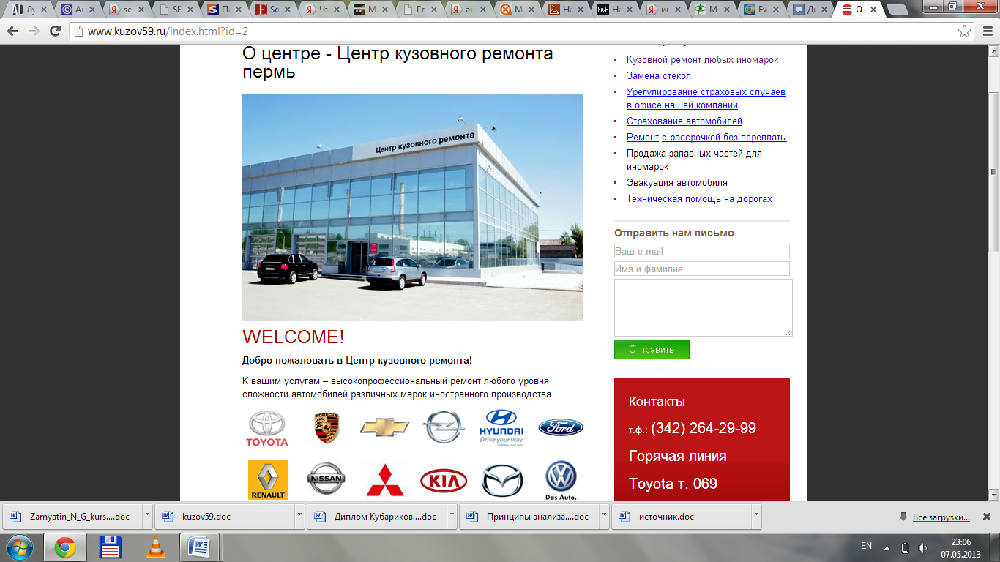 Лу
Ан
se
SE
По
So
Чт
М
Гл
ан
М
На
На
ин
М
Fw
Ди
О
www.kuzov59.ru/index.html?id=2
О центре - Центр кузовного ремонта
пермь
Центр кузовного ремонта
WELCOME!
Добро пожаловать в Центр кузовного ремонта!
К вашим услугам – высокопрофессиональный ремонт любого уровня
сложности автомобилей различных марок иностранного производства.
TOYOTA
PORSCHE
HYUNDAI
Drive your way™
Ford
RENAULT
NISSAN
KIA
Das Auto.
Кузовной ремонт любых иномарок
Замена стекол
Урегулирование страховых случаев
в офисе нашей компании
Страхование автомобилей
Ремонт с рассрочкой без переплаты
Продажа запасных частей для
иномарок
Эвакуация автомобиля
Техническая помощь на дорогах
Отправить нам письмо
Ваш e-mail
Имя и фамилия
Отправить
Контакты
т.ф.: (342) 264-29-99
Горячая линия
Toyota т. 069
Zamyatin_N_G_kurs....doc
kuzov59.doc
Диплом Кубариков....doc
Принципы анализа....doc
источник.doc
Все загрузки...
EN
23:06
07.05.2013